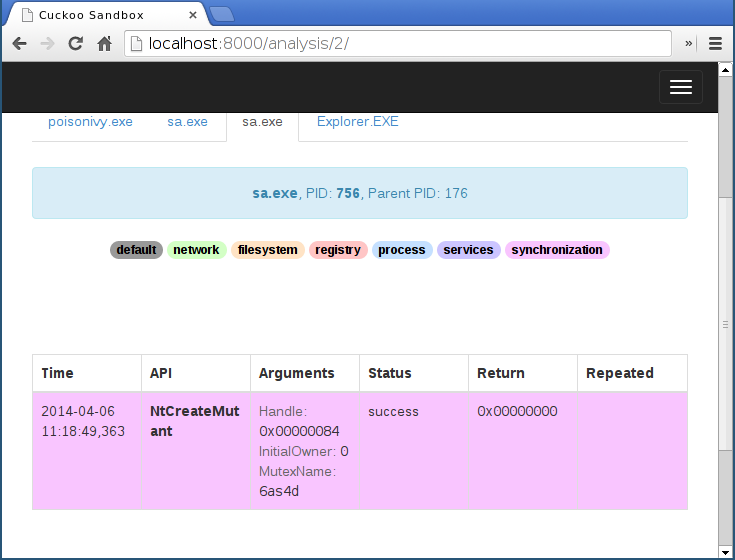 Cuckoo Sandbox
localhost:8000/analysis/2/
»
poisonivy.exe sa.exe sa.exe Explorer.EXE
sa.exe, PID: 756, Parent PID: 176
default network filesystem registry process services synchronization
Time API Arguments Status Return Repeated
2014-04-06 NtCreateMut Handle: success 0x00000000
11:18:49,363 ant 0x00000084
InitialOwner: 0
MutexName:
6as4d